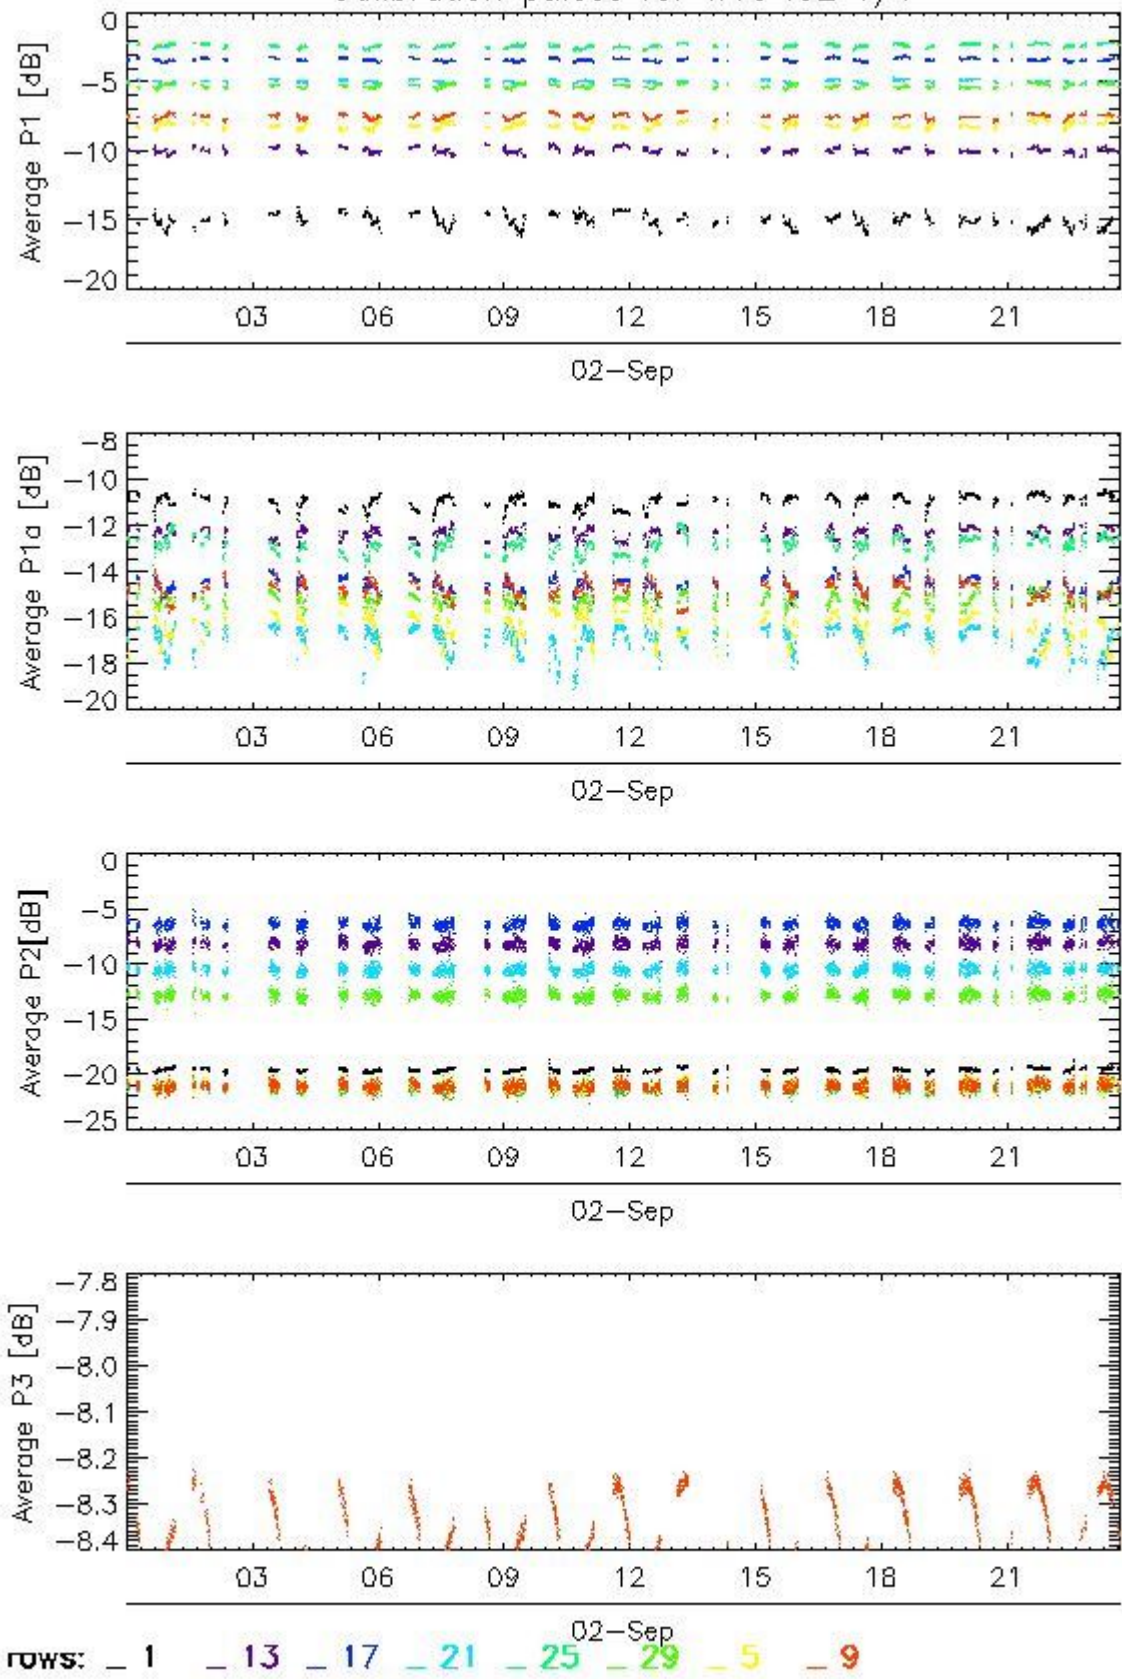 0
−5
−10
−15
−20
Average P1 [dB]
03 06 09 12 15 18 21
02−Sep
−8
−10
−12
−14
−16
−18
−20
Average P1a [dB]
03 06 09 12 15 18 21
02−Sep
0
−5
−10
−15
−20
−25
Average P2[dB]
03 06 09 12 15 18 21
02−Sep
−7.8
−7.9
−8.0
−8.1
−8.2
−8.3
−8.4
Average P3 [dB]
03 06 09 12 15 18 21
02−Sep
rows: _ 1 _ 13 _ 17 _ 21 _ 25 _ 29 _ 5 _ 9